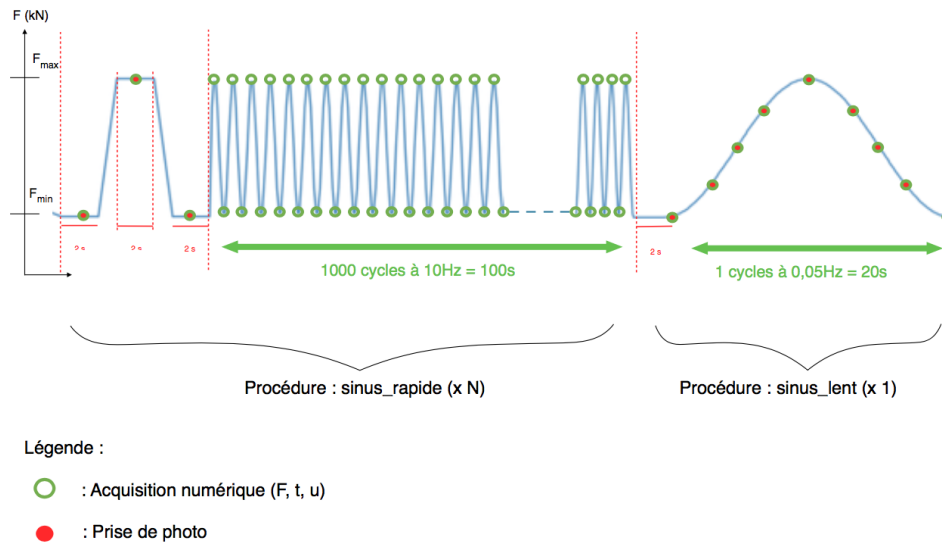 F (kN)
Fmax
Fmin
2 s
2 s
2 s
2 s
1000 cycles à 10Hz = 100s
1 cycles à 0,05Hz = 20s
Procédure : sinus_rapide (x N)
Procédure : sinus_lent (x 1)
Légende :
: Acquisition numérique (F, t, u)
: Prise de photo